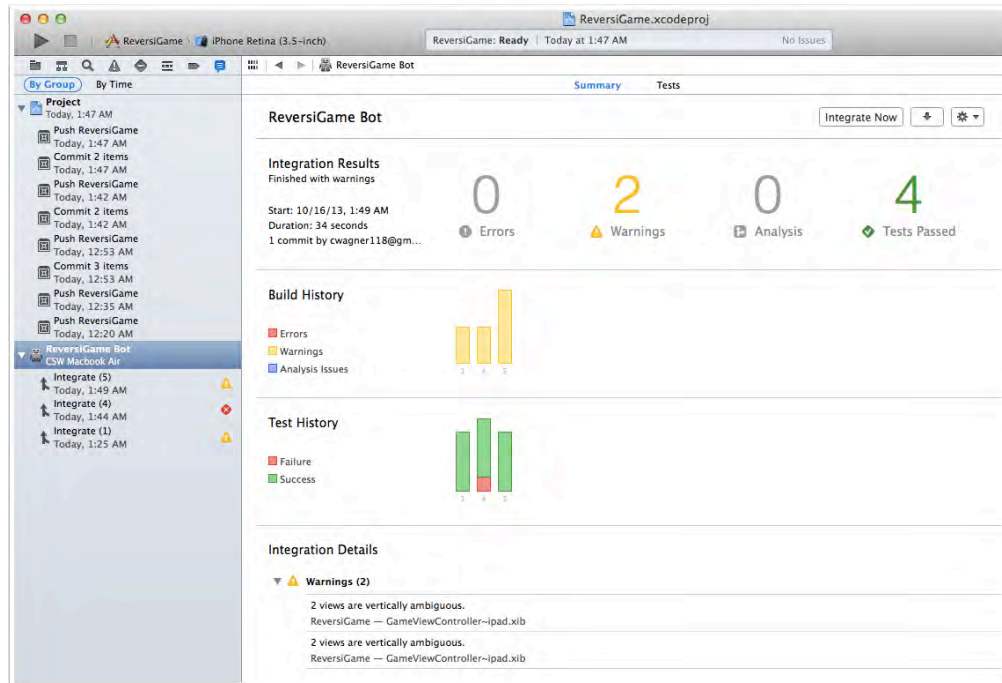 ReversiGame.xcodeproj
ReversiGame iPhone Retina (3.5-inch)
ReversiGame: Ready Today at 1:47 AM No Issues
ReversiGame Bot
By Group By Time
Summary Tests
Project
Today, 1:47 AM
Push ReversiGame
Today, 1:47 AM
Commit 2 items
Today, 1:47 AM
Push ReversiGame
Today, 1:42 AM
Commit 2 items
Today, 1:42 AM
Push ReversiGame
Today, 12:53 AM
Commit 3 items
Today, 12:53 AM
Push ReversiGame
Today, 12:35 AM
Push ReversiGame
Today, 12:20 AM
ReversiGame Bot
CSW Macbook Air
Integrate (5)
Today, 1:49 AM
Integrate (4)
Today, 1:44 AM
Integrate (1)
Today, 1:25 AM
ReversiGame Bot
Integrate Now
Integration Results
Finished with warnings
Start: 10/16/13, 1:49 AM
Duration: 34 seconds
1 commit by cwagner118@gm...
0
Errors
2
Warnings
0
Analysis
4
Tests Passed
Build History
Errors
Warnings
Analysis Issues
4 5
Test History
Failure
Success
4 5
Integration Details
Warnings (2)
2 views are vertically ambiguous.
ReversiGame — GameViewController~ipad.xib
2 views are vertically ambiguous.
ReversiGame — GameViewController~ipad.xib